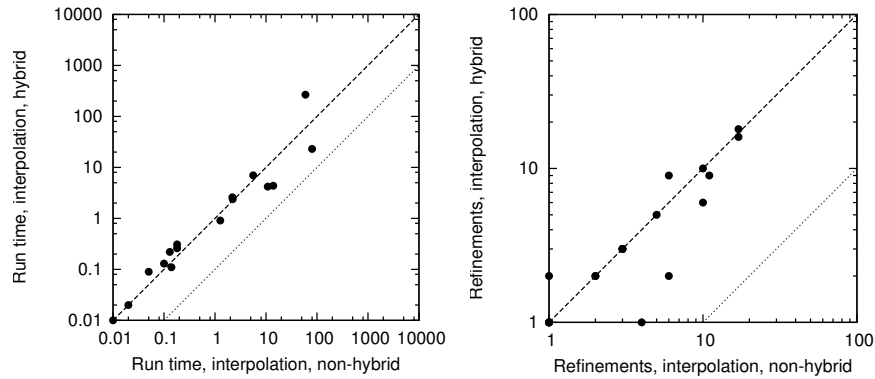 10000
1000
100
10
1
0.1
0.01
Run time, interpolation, hybrid
0.01 0.1 1 10 100 1000 10000
Run time, interpolation, non-hybrid
100
10
1
Refinements, interpolation, hybrid
1 10 100
Refinements, interpolation, non-hybrid